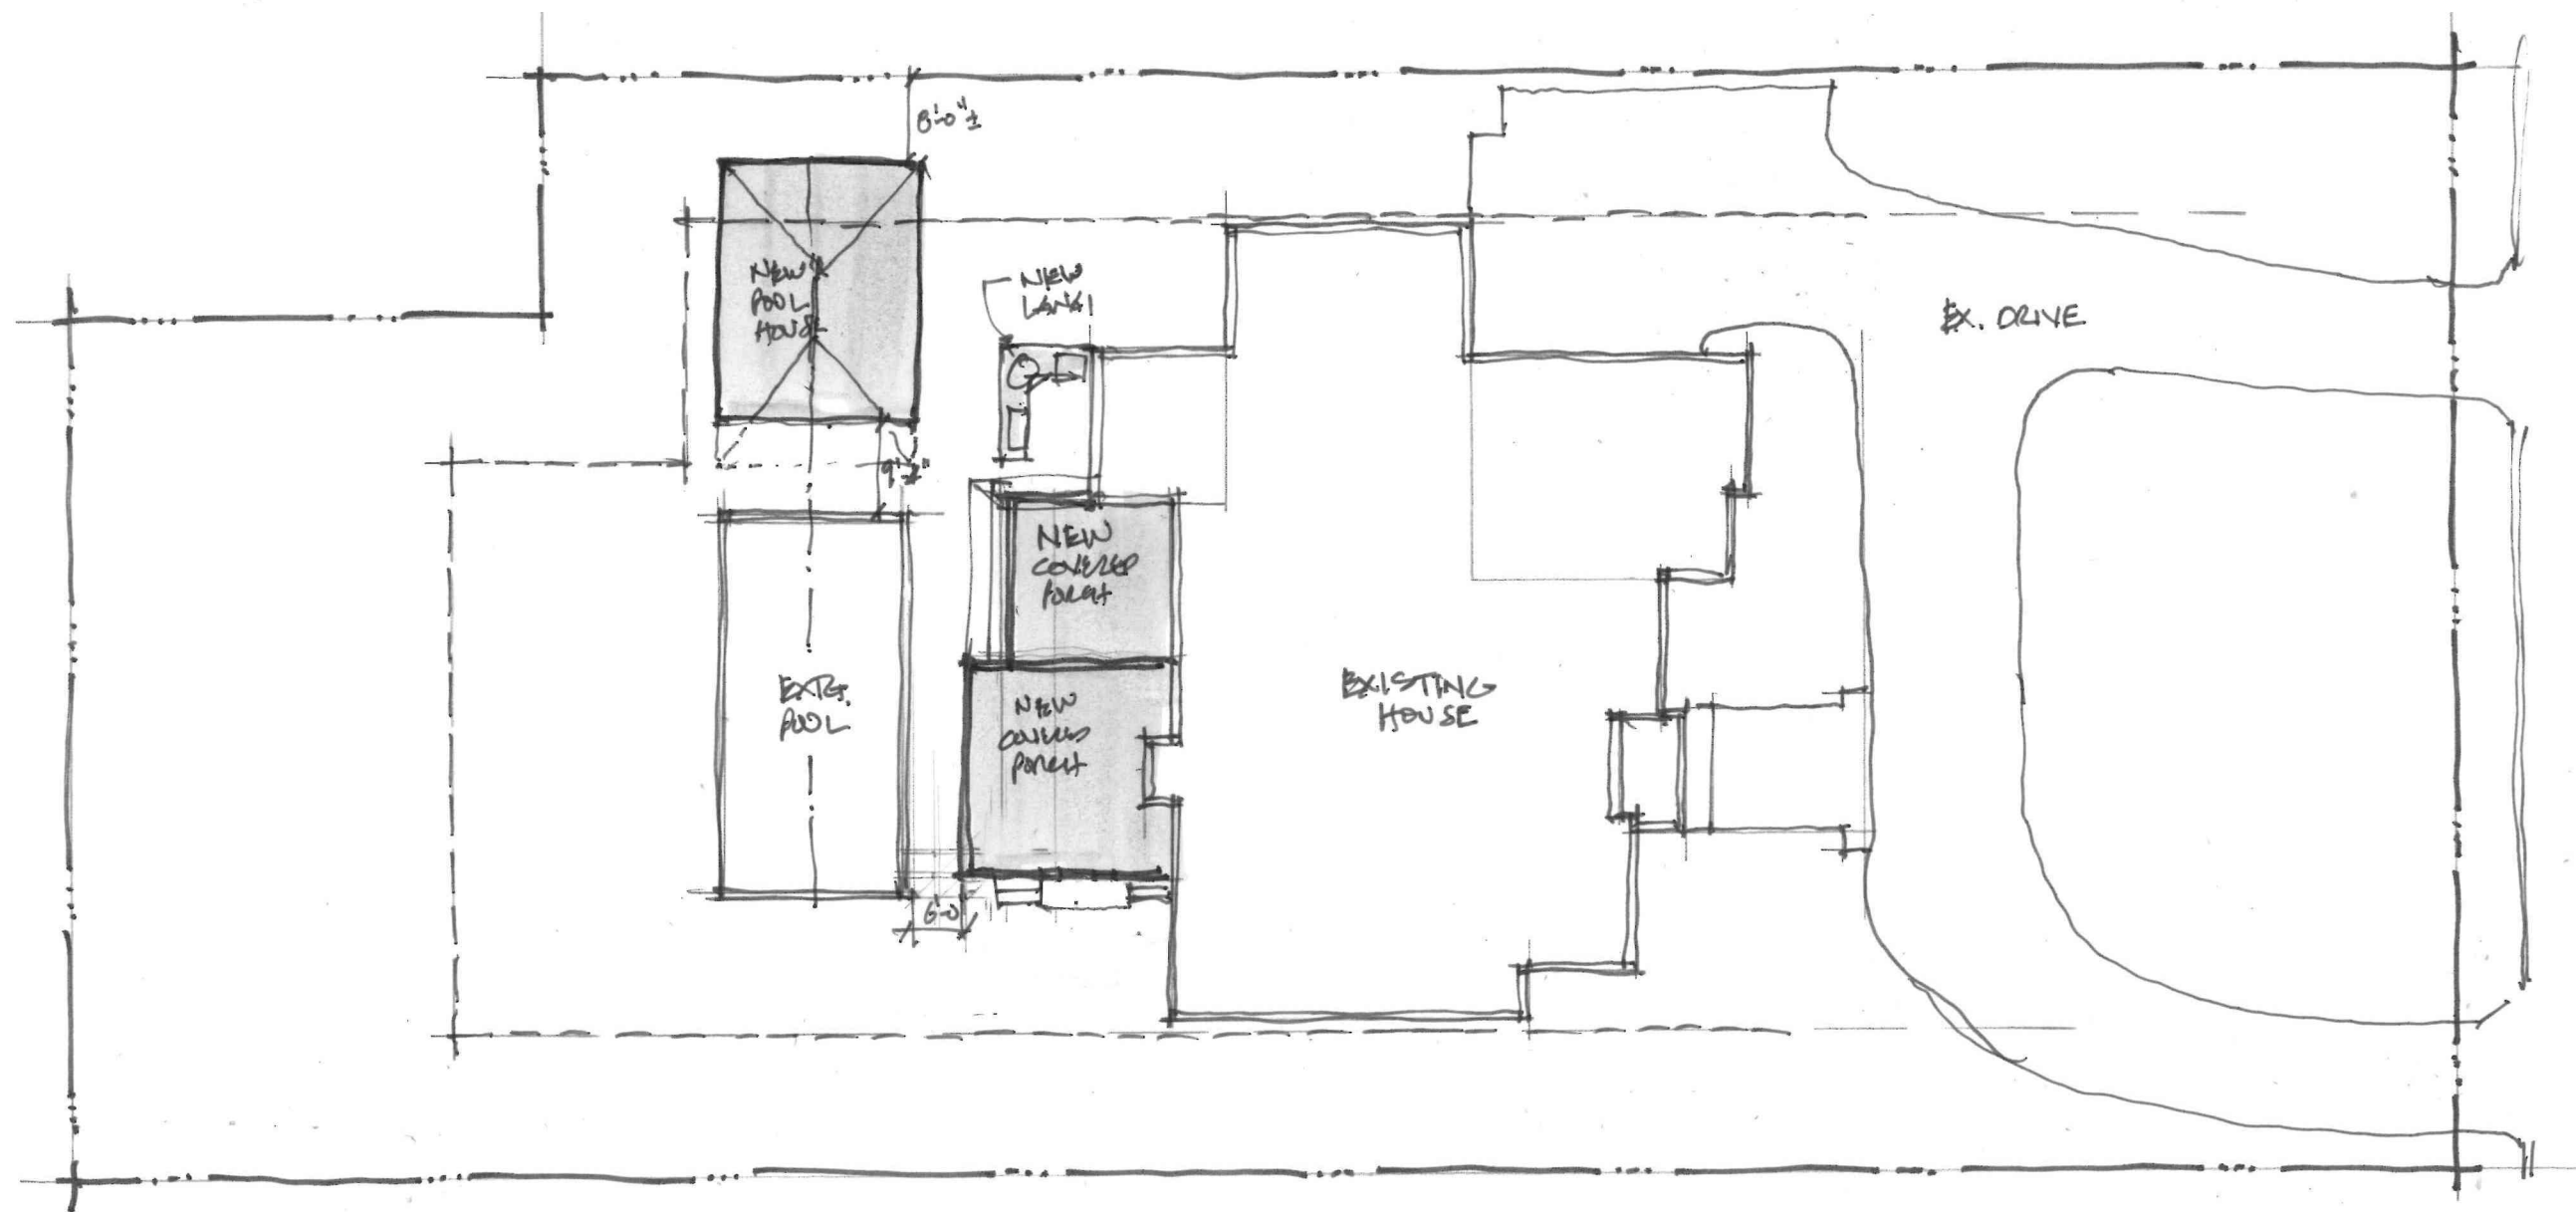 8'-0"±
NEW
POOL
HOUSE
NEW
LANAI
EX. DRIVE
NEW
COVERED
PORCH
EXTG.
POOL
NEW
COVERED
PORCH
EXISTING
HOUSE
6'-0